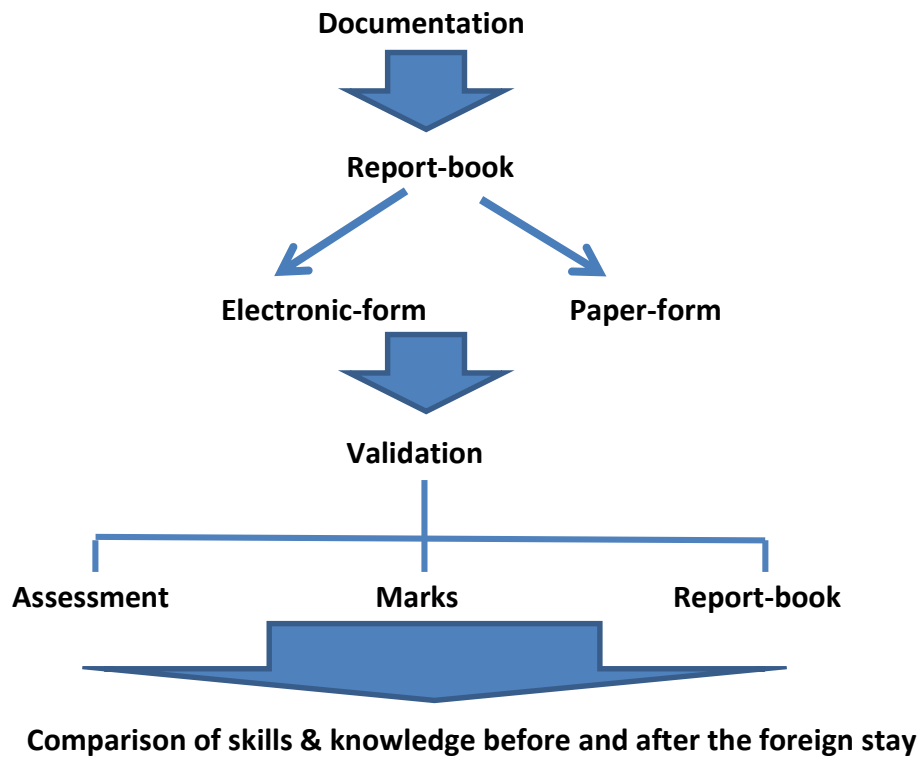 Documentation
Report-book
Electronic-form
Paper-form
Validation
Assessment
Marks
Report-book
Comparison of skills & knowledge before and after the foreign stay